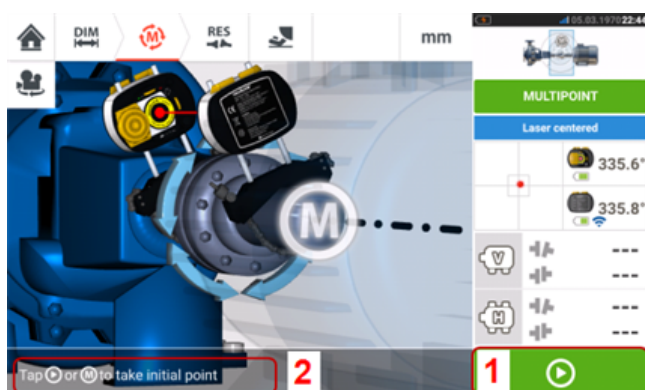 DIM
M
RES
mm
05.03.1970 22:44
MULTIPOINT
Laser centered
335.6°
335.8°
M
V
---
---
H
---
---
Tap or M to take initial point
2
1